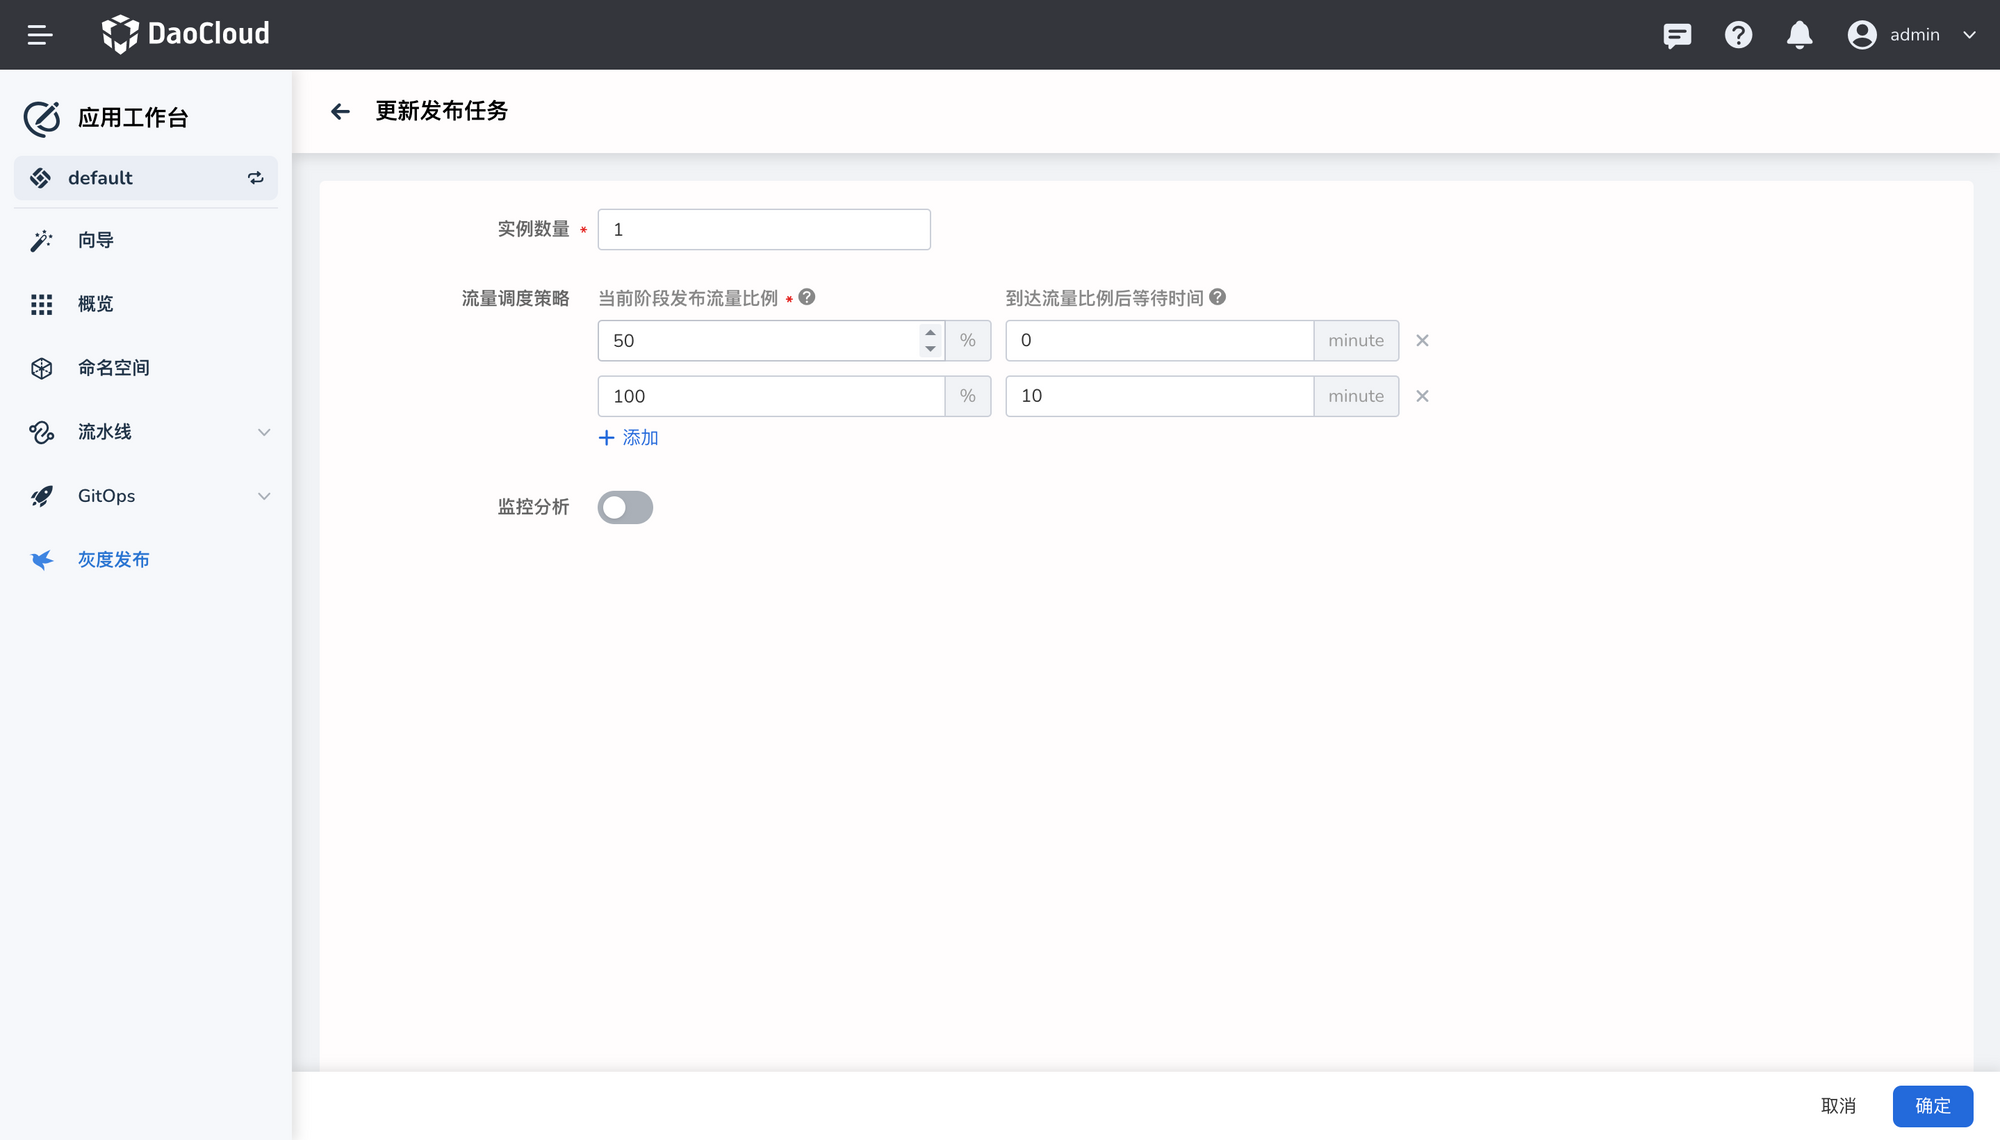 DaoCloud
admin
应用工作台
default
向导
概览
命名空间
流水线
GitOps
灰度发布
更新发布任务
实例数量 * 1
流量调度策略 当前阶段发布流量比例 * 到达流量比例后等待时间
50 % 0 minute
100 % 10 minute
+ 添加
监控分析
取消 确定